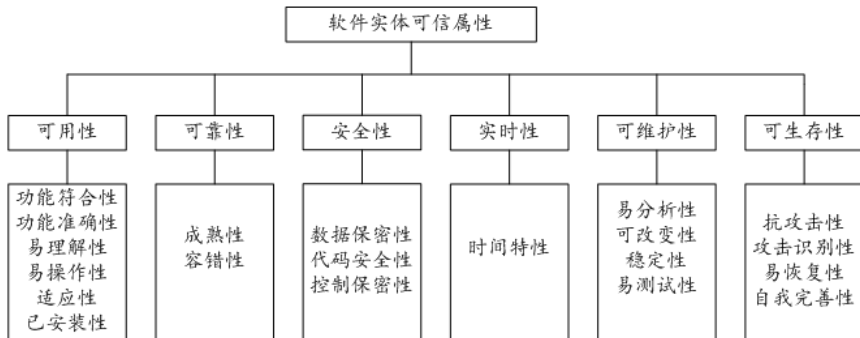 软件实体可信属性
可用性
可靠性
安全性
实时性
可维护性
可生存性
功能符合性
功能准确性
易理解性
易操作性
适应性
已安装性
成熟性
容错性
数据保密性
代码安全性
控制保密性
时间特性
易分析性
可改变性
稳定性
易测试性
抗攻击性
攻击识别性
易恢复性
自我完善性